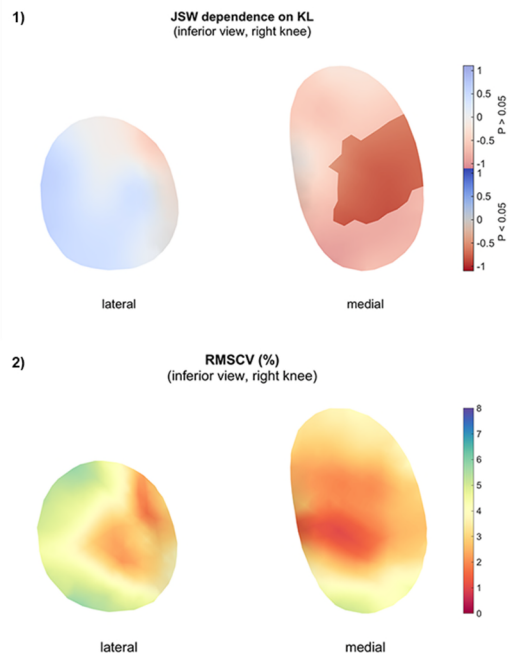 1)
JSW dependence on KL
(inferior view, right knee)
1
0.5
0
-0.5
-1
P > 0.05
1
0.5
0
-0.5
-1
P < 0.05
lateral
medial
2)
RMSCV (%)
(inferior view, right knee)
8
7
6
5
4
3
2
1
0
lateral
medial